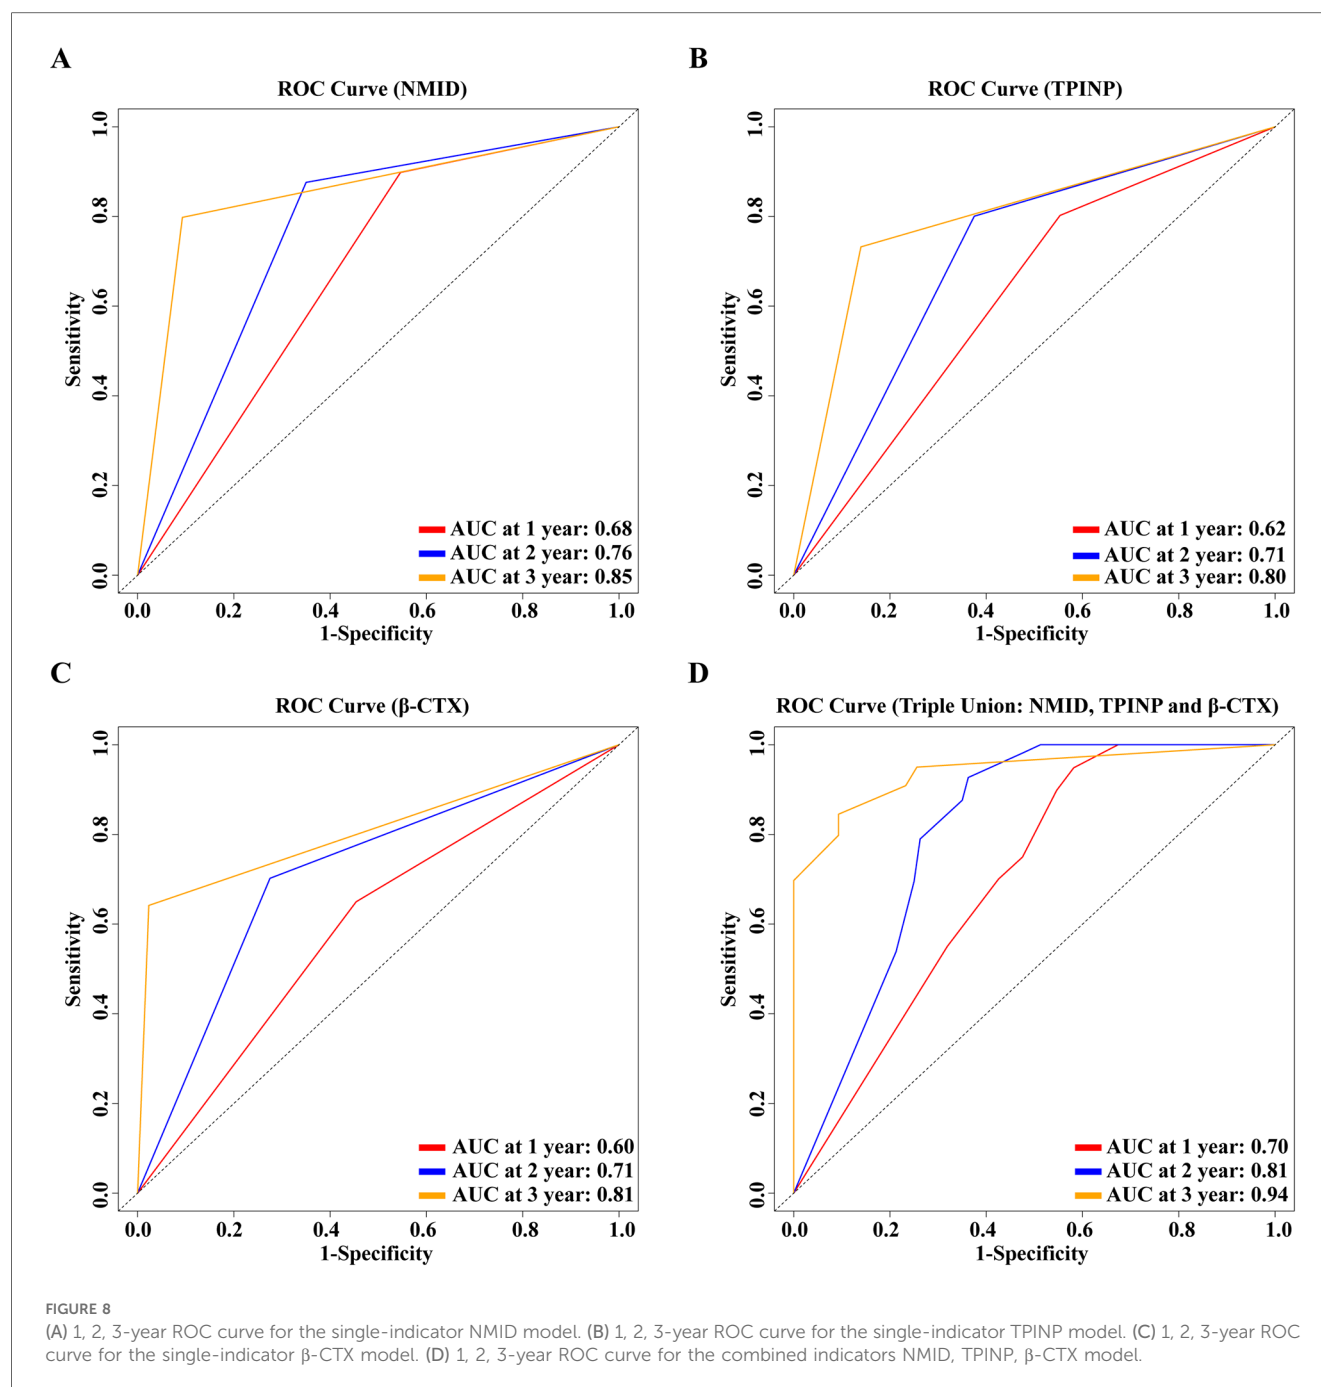 A
ROC Curve (NMID)
Sensitivity
0.0 0.2 0.4 0.6 0.8 1.0
AUC at 1 year: 0.68
AUC at 2 year: 0.76
AUC at 3 year: 0.85
0.0 0.2 0.4 0.6 0.8 1.0
1-Specificity
B
ROC Curve (TPINP)
Sensitivity
0.0 0.2 0.4 0.6 0.8 1.0
AUC at 1 year: 0.62
AUC at 2 year: 0.71
AUC at 3 year: 0.80
0.0 0.2 0.4 0.6 0.8 1.0
1-Specificity
C
ROC Curve (β-CTX)
Sensitivity
0.0 0.2 0.4 0.6 0.8 1.0
AUC at 1 year: 0.60
AUC at 2 year: 0.71
AUC at 3 year: 0.81
0.0 0.2 0.4 0.6 0.8 1.0
1-Specificity
D
ROC Curve (Triple Union: NMID, TPINP and β-CTX)
Sensitivity
0.0 0.2 0.4 0.6 0.8 1.0
AUC at 1 year: 0.70
AUC at 2 year: 0.81
AUC at 3 year: 0.94
0.0 0.2 0.4 0.6 0.8 1.0
1-Specificity
FIGURE 8
(A) 1, 2, 3-year ROC curve for the single-indicator NMID model. (B) 1, 2, 3-year ROC curve for the single-indicator TPINP model. (C) 1, 2, 3-year ROC
curve for the single-indicator β-CTX model. (D) 1, 2, 3-year ROC curve for the combined indicators NMID, TPINP, β-CTX model.